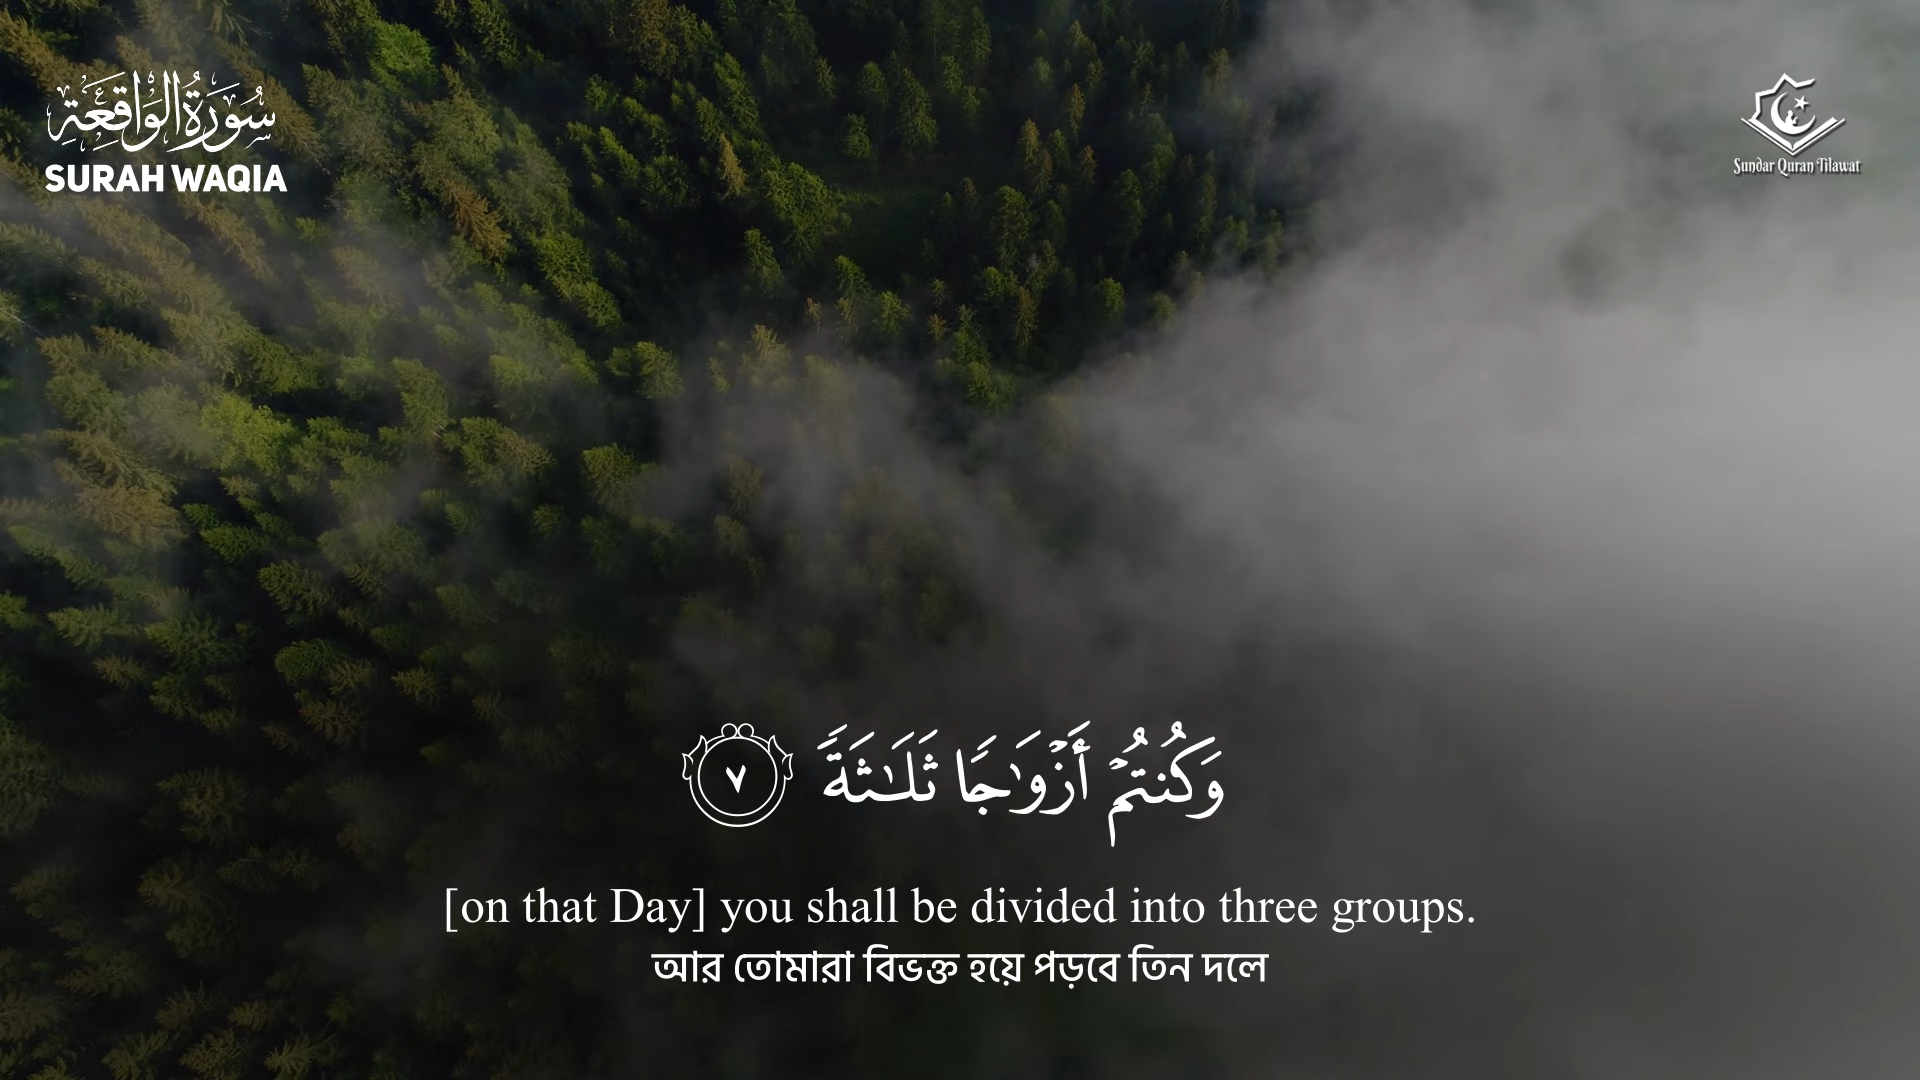 سُورَةُ الْوَاقِعَةِ
SURAH WAQIA
Sundar Quran Tilawat
وَكُنتُمْ أَزْوَٰجًا ثَلَـٰثَةً ٧
[on that Day] you shall be divided into three groups.
আর তোমারা বিভক্ত হয়ে পড়বে তিন দলে